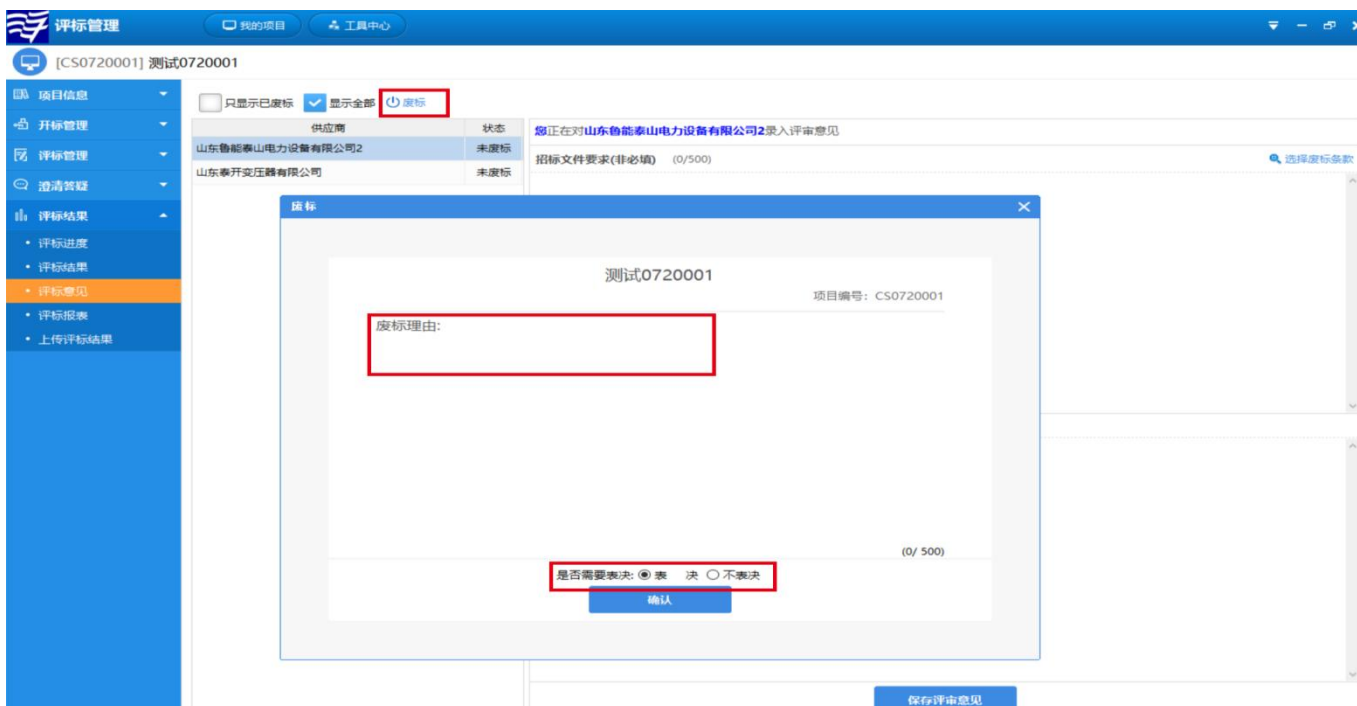 评标管理
我的项目
工具中心
[CS0720001] 测试0720001
项目信息
开标管理
评标管理
澄清答疑
评标结果
• 评标进度
• 评标结果
• 评标意见
• 评标报表
• 上传评标结果
只显示已废标 显示全部 废标
供应商 状态
山东鲁能泰山电力设备有限公司2 未废标
山东泰开变压器有限公司 未废标
您正在对山东鲁能泰山电力设备有限公司2录入评审意见
招标文件要求(非必填) (0/500) 选择废标条款
废标
测试0720001
项目编号: CS0720001
废标理由:
(0/ 500)
是否需要表决: 表 决 不表决
确认
保存评审意见